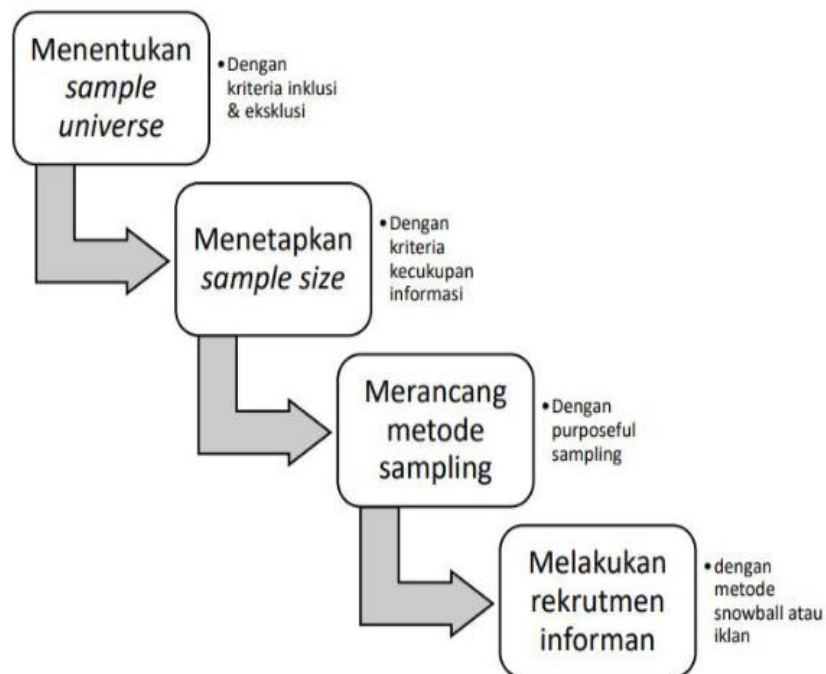 Menentukan
sample
universe
•Dengan
kriteria inklusi
& eksklusi
Menetapkan
sample size
•Dengan
kriteria
kecukupan
informasi
Merancang
metode
sampling
•Dengan
purposeful
sampling
Melakukan
rekrutmen
informan
•dengan
metode
snowball atau
iklan